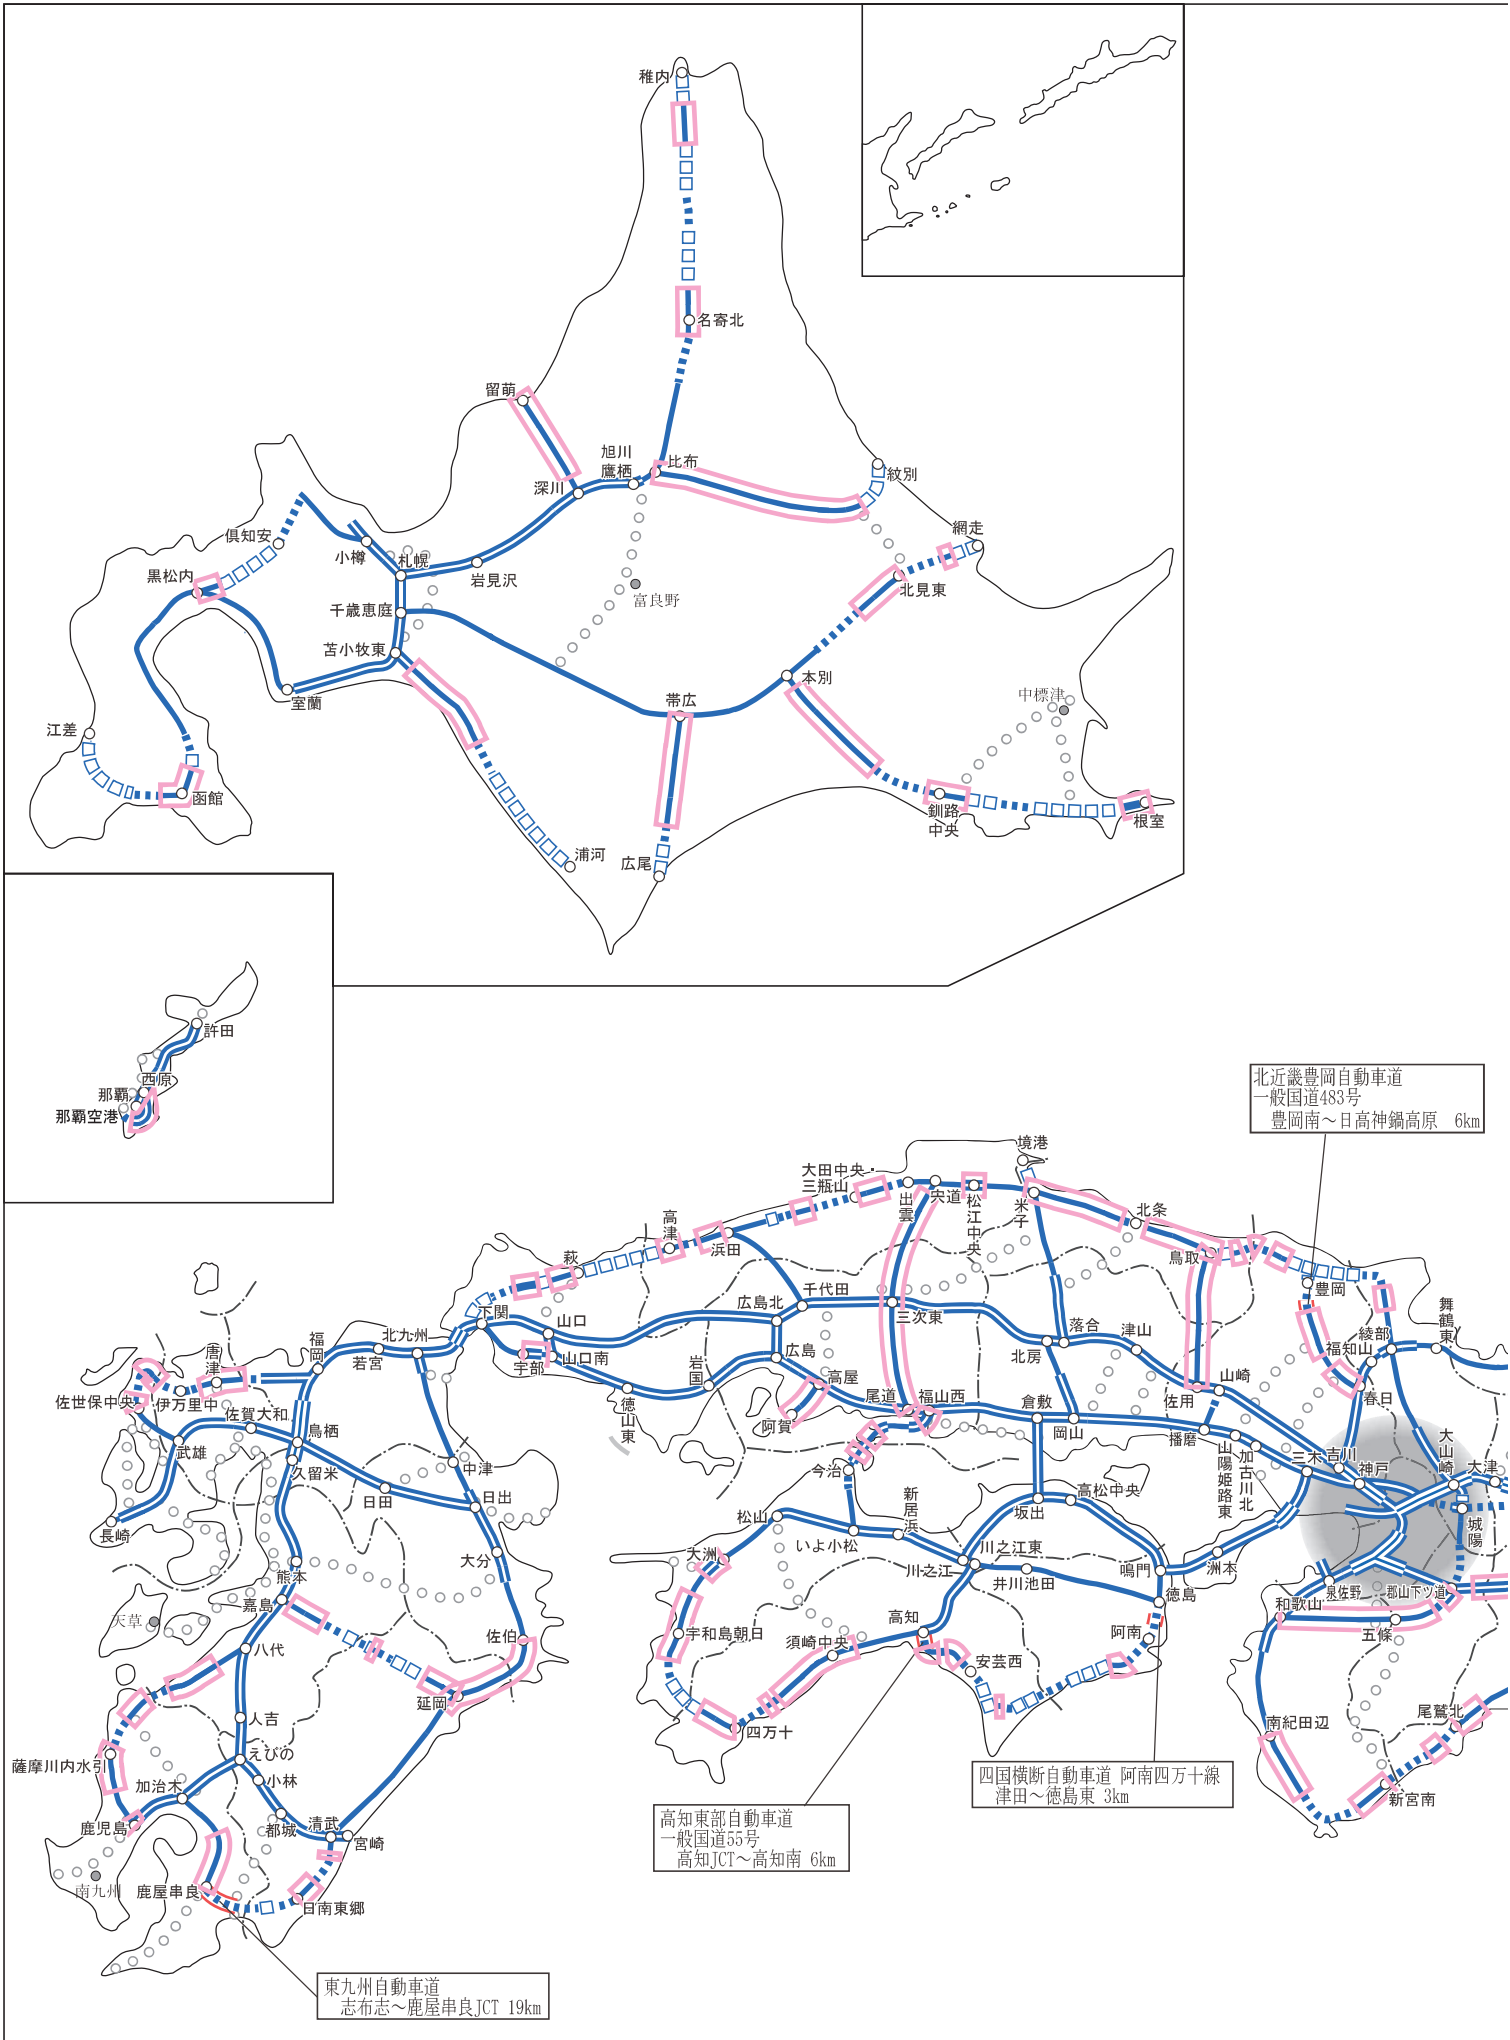 稚内
名寄北
留萌
旭川
鷹栖
比布
深川
紋別
網走
倶知安
小樽
札幌
岩見沢
黒松内
北見東
富良野
千歳恵庭
苫小牧東
室蘭
本別
帯広
中標津
江差
函館
釧路
中央
根室
浦河
広尾
許田
西原
那覇
那覇空港
北近畿豊岡自動車道
一般国道483号
豊岡南～日高神鍋高原 6km
境港
大田中央・
三瓶山
出雲
宍道
松江中央
米子
北条
高津
浜田
鳥取
萩
豊岡
舞鶴東
千代田
広島北
三次東
下関
山口
落合
津山
綾部
福知山
北九州
福岡
若宮
宇部
山口南
岩国
広島
北房
唐津
高屋
山崎
佐用
春日
佐世保中央
伊万里中
徳山東
尾道
福山西
倉敷
岡山
阿賀
播磨
山陽姫路東
加古川北
三木
吉川
神戸
大山崎
大津
佐賀大和
鳥栖
武雄
久留米
中津
今治
日田
日出
新居浜
高松中央
坂出
松山
いよ小松
城陽
長崎
大分
大洲
川之江
川之江東
井川池田
鳴門
洲本
熊本
泉佐野
郡山下ツ道
和歌山
徳島
嘉島
天草
高知
阿南
五條
佐伯
宇和島朝日
須崎中央
八代
安芸西
延岡
四万十
南紀田辺
尾鷲北
人吉
えびの
薩摩川内水引
小林
加治木
新宮南
四国横断自動車道 阿南四万十線
津田～徳島東 3km
高知東部自動車道
一般国道55号
高知JCT～高知南 6km
鹿児島
都城
清武
宮崎
南九州
鹿屋串良
日南東郷
東九州自動車道
志布志～鹿屋串良JCT 19km